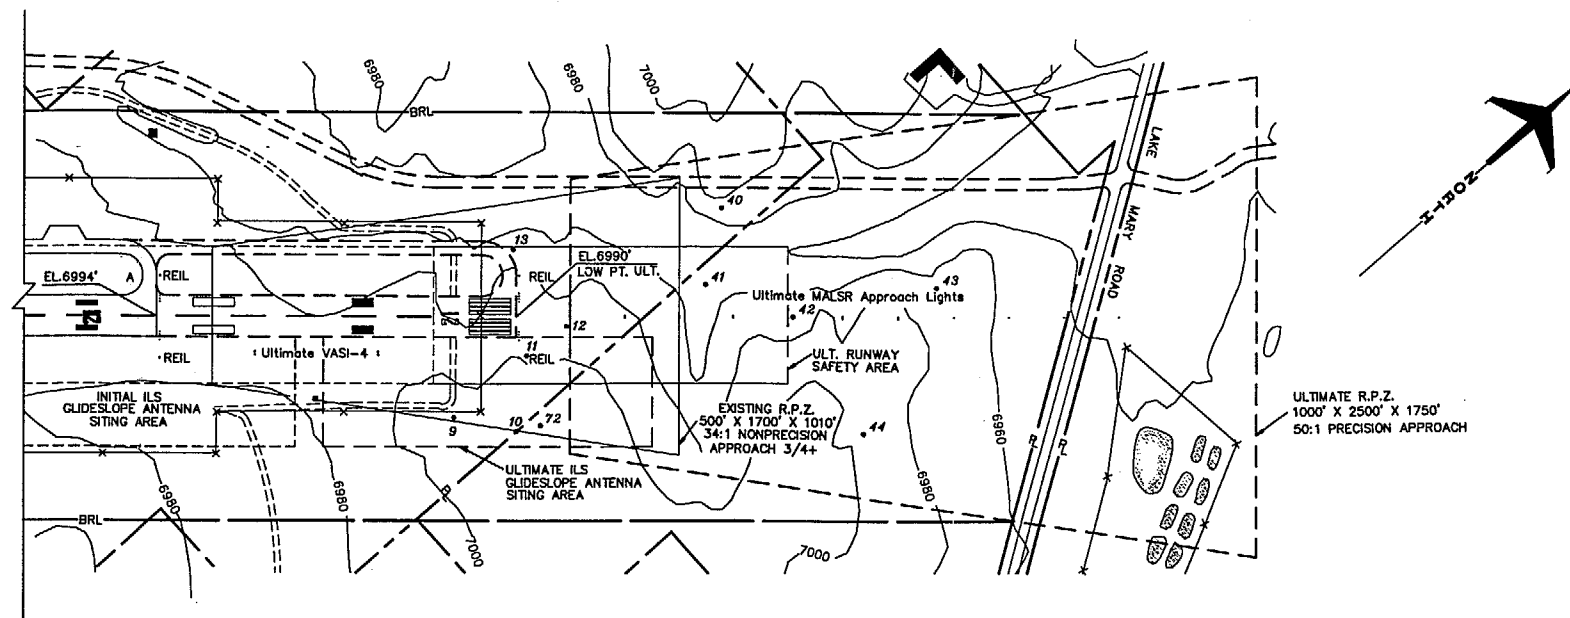 6980
6980
7000
BRL
LAKE
MARY
ROAD
NORTH
40
13
EL.6990'
LOW PT. ULT.
EL.6994'
A
REIL
REIL
41
43
Ultimate MALSR Approach Lights
42
12
11
REIL
REIL
Ultimate VASI-4
ULT. RUNWAY
SAFETY AREA
INITIAL ILS
GLIDESLOPE ANTENNA
SITING AREA
EXISTING R.P.Z.
500' X 1700' X 1010'
34:1 NONPRECISION
APPROACH 3/4+
9
10
72
44
ULTIMATE R.P.Z.
1000' X 2500' X 1750'
50:1 PRECISION APPROACH
ULTIMATE ILS
GLIDESLOPE ANTENNA
SITING AREA
6960
6980
6980
6980
BRL
7000
7000